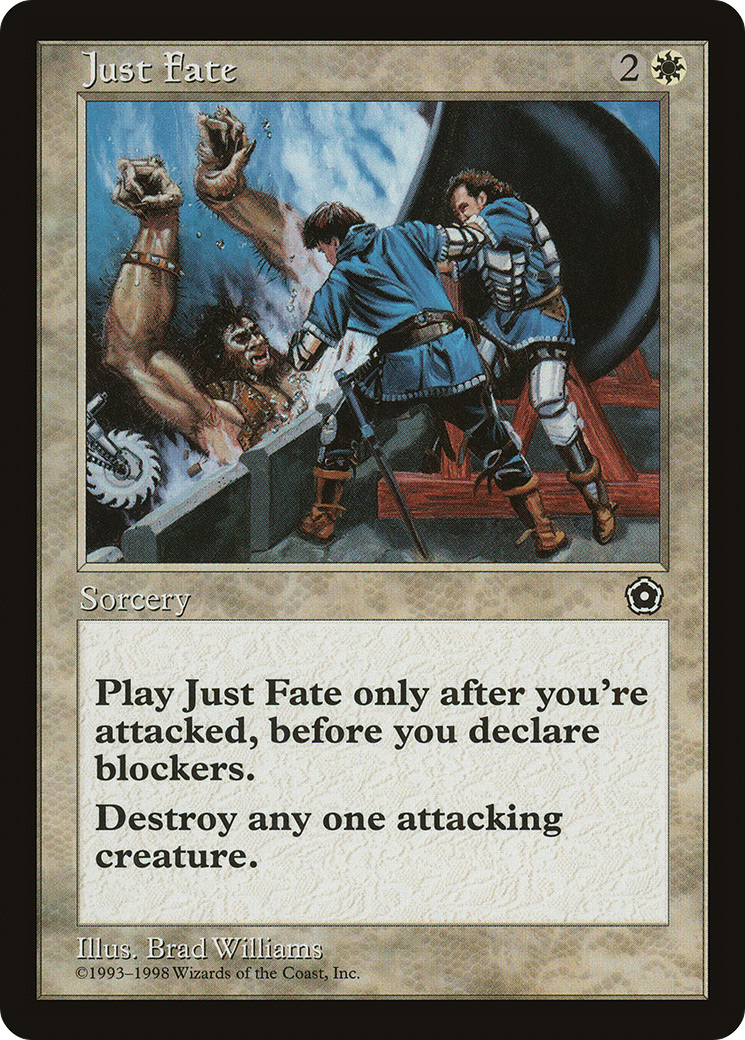 Just Fate
2
Sorcery
Play Just Fate only after you're
attacked, before you declare
blockers.
Destroy any one attacking
creature.
Illus. Brad Williams
©1993–1998 Wizards of the Coast, Inc.